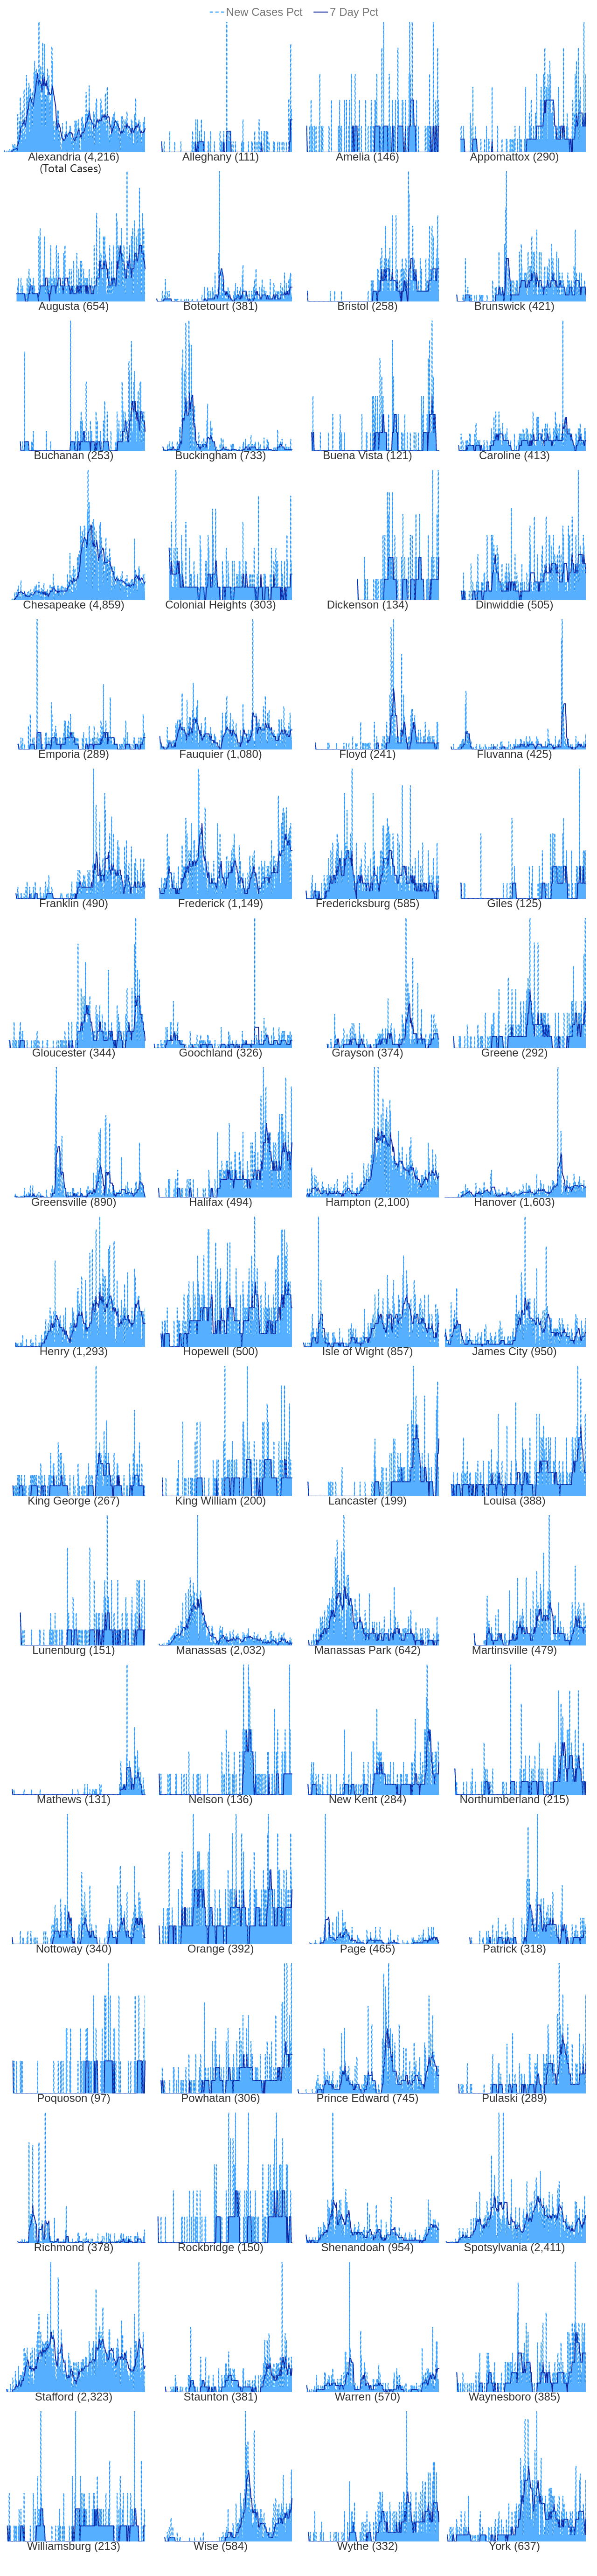 New Cases Pct 7 Day Pct
Alexandria (4,216) Alleghany (111) Amelia (146) Appomattox (290)
(Total Cases)
Augusta (654) Botetourt (381) Bristol (258) Brunswick (421)
Buchanan (253) Buckingham (733) Buena Vista (121) Caroline (413)
Chesapeake (4,859) Colonial Heights (303) Dickenson (134) Dinwiddie (505)
Emporia (289) Fauquier (1,080) Floyd (241) Fluvanna (425)
Franklin (490) Frederick (1,149) Fredericksburg (585) Giles (125)
Gloucester (344) Goochland (326) Grayson (374) Greene (292)
Greensville (890) Halifax (494) Hampton (2,100) Hanover (1,603)
Henry (1,293) Hopewell (500) Isle of Wight (857) James City (950)
King George (267) King William (200) Lancaster (199) Louisa (388)
Lunenburg (151) Manassas (2,032) Manassas Park (642) Martinsville (479)
Mathews (131) Nelson (136) New Kent (284) Northumberland (215)
Nottoway (340) Orange (392) Page (465) Patrick (318)
Poquoson (97) Powhatan (306) Prince Edward (745) Pulaski (289)
Richmond (378) Rockbridge (150) Shenandoah (954) Spotsylvania (2,411)
Stafford (2,323) Staunton (381) Warren (570) Waynesboro (385)
Williamsburg (213) Wise (584) Wythe (332) York (637)